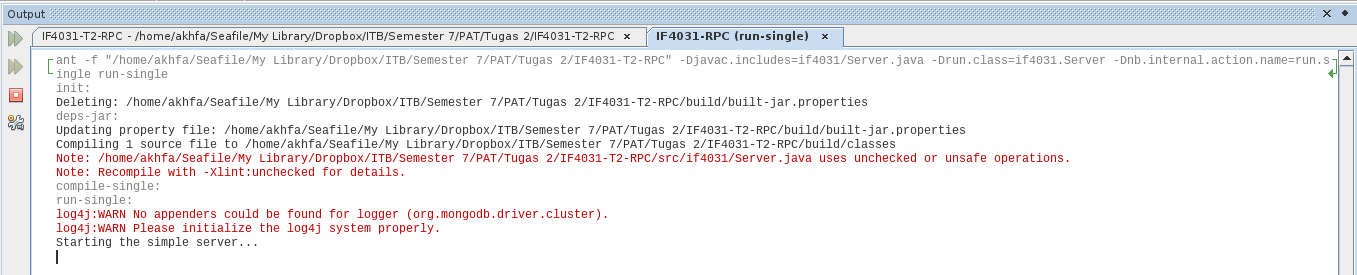 Output
IF4031-T2-RPC - /home/akhfa/Seafile/My Library/Dropbox/ITB/Semester 7/PAT/Tugas 2/IF4031-T2-RPC × IF4031-RPC (run-single) ×
ant -f "/home/akhfa/Seafile/My Library/Dropbox/ITB/Semester 7/PAT/Tugas 2/IF4031-T2-RPC" -Djavac.includes=if4031/Server.java -Drun.class=if4031.Server -Dnb.internal.action.name=run.s
ingle run-single
init:
Deleting: /home/akhfa/Seafile/My Library/Dropbox/ITB/Semester 7/PAT/Tugas 2/IF4031-T2-RPC/build/built-jar.properties
deps-jar:
Updating property file: /home/akhfa/Seafile/My Library/Dropbox/ITB/Semester 7/PAT/Tugas 2/IF4031-T2-RPC/build/built-jar.properties
Compiling 1 source file to /home/akhfa/Seafile/My Library/Dropbox/ITB/Semester 7/PAT/Tugas 2/IF4031-T2-RPC/build/classes
Note: /home/akhfa/Seafile/My Library/Dropbox/ITB/Semester 7/PAT/Tugas 2/IF4031-T2-RPC/src/if4031/Server.java uses unchecked or unsafe operations.
Note: Recompile with -Xlint:unchecked for details.
compile-single:
run-single:
log4j:WARN No appenders could be found for logger (org.mongodb.driver.cluster).
log4j:WARN Please initialize the log4j system properly.
Starting the simple server...